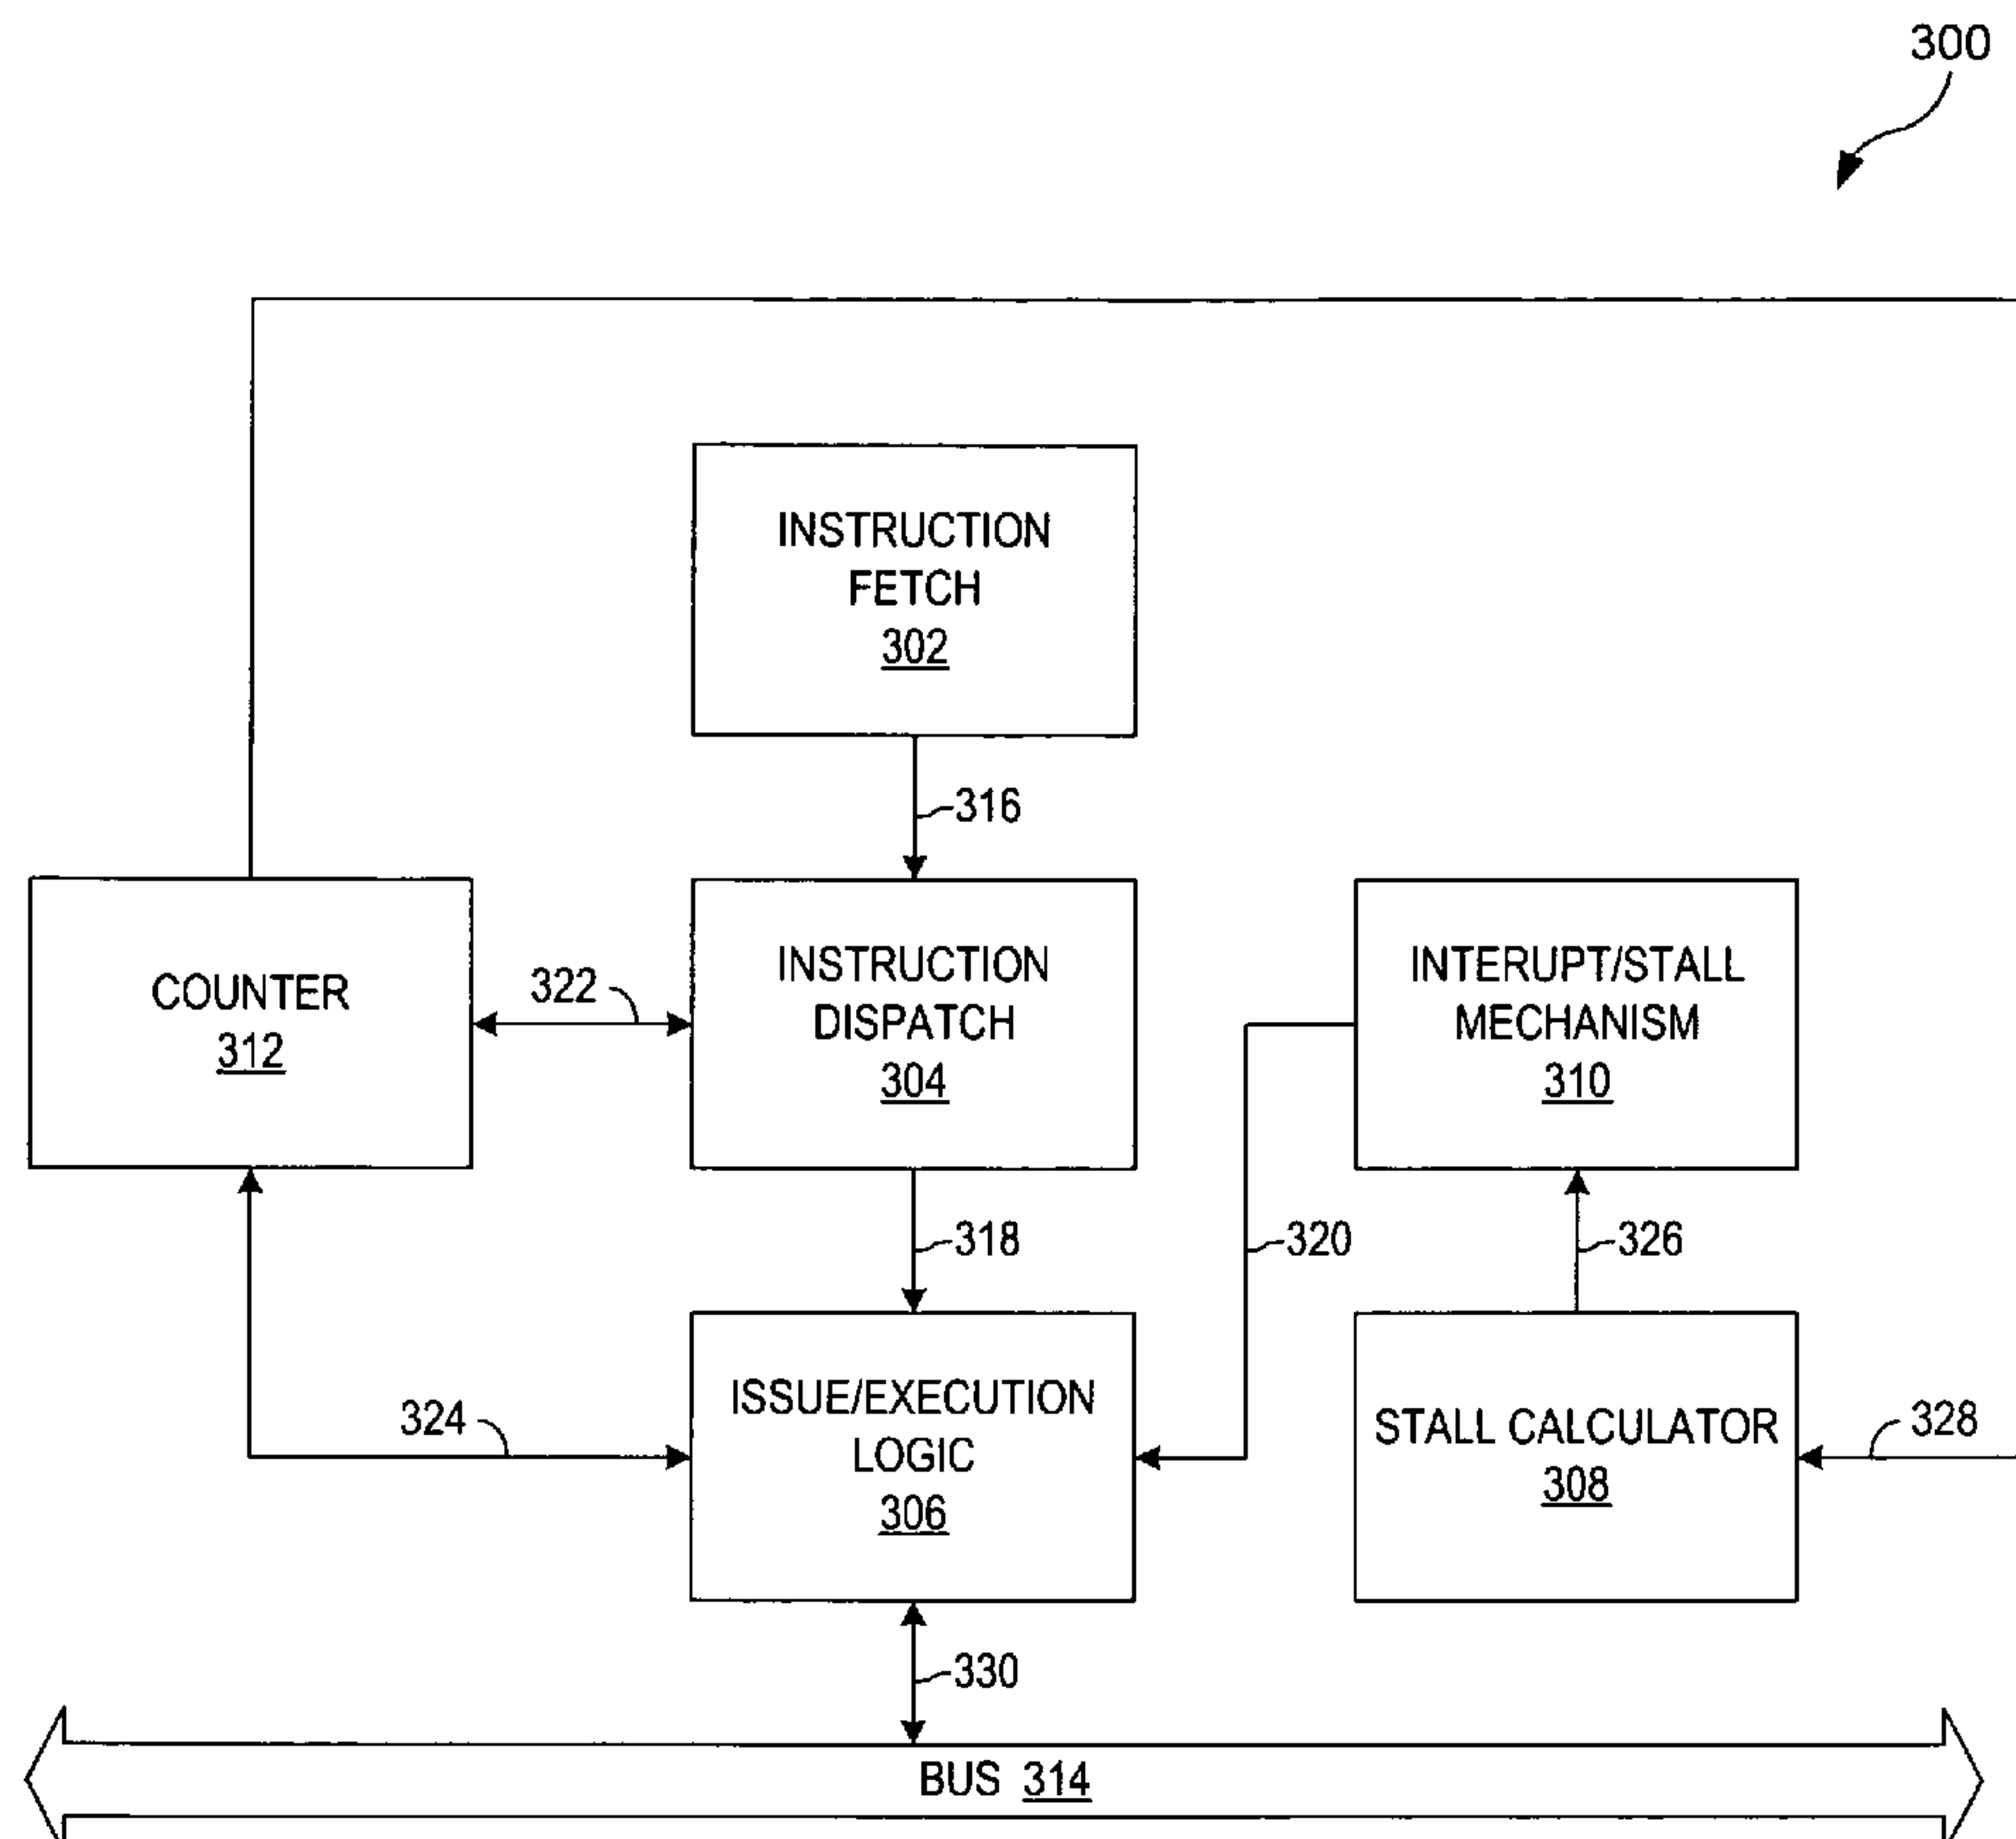 300
INSTRUCTION
FETCH
302
316
COUNTER
312
322
INSTRUCTION
DISPATCH
304
INTERUPT/STALL
MECHANISM
310
318
320
326
324
ISSUE/EXECUTION
LOGIC
306
STALL CALCULATOR
308
328
330
BUS 314